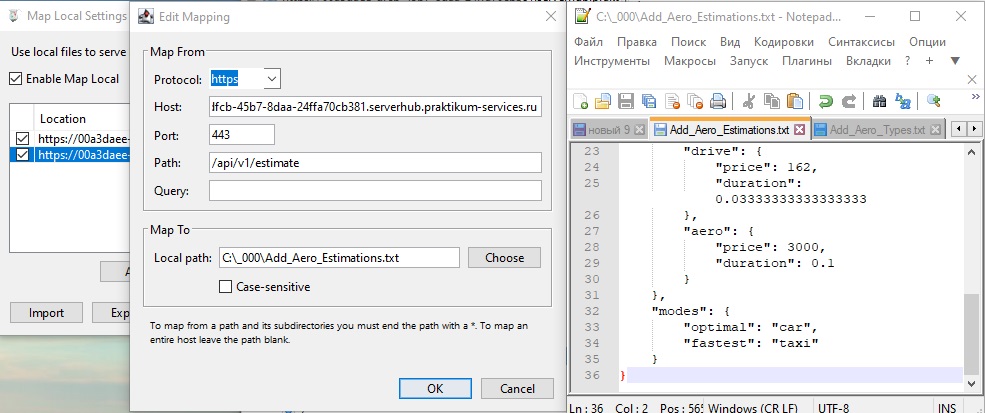 Map Local Settings
Use local files to serve
Enable Map Local
Location
https://00a3daee-
https://00a3daee-
Import
Edit Mapping
Map From
Protocol: https
Host: lfcb-45b7-8daa-24ffa70cb381.serverhub.praktikum-services.ru
Port: 443
Path: /api/v1/estimate
Query:
Map To
Local path: C:\_000\Add_Aero_Estimations.txt Choose
Case-sensitive
To map from a path and its subdirectories you must end the path with a *. To map an
entire host leave the path blank.
OK Cancel
C:\_000\Add_Aero_Estimations.txt - Notepad...
Файл Правка Поиск Вид Кодировки Синтаксисы Опции
Инструменты Макросы Запуск Плагины Вкладки ? + ▼ X
новый 9 Add_Aero_Estimations.txt Add_Aero_Types.txt
23 "drive": {
24 "price": 162,
25 "duration":
0.03333333333333333
26 },
27 "aero": {
28 "price": 3000,
29 "duration": 0.1
30 }
31 },
32 "modes": {
33 "optimal": "car",
34 "fastest": "taxi"
35 }
36 }
Ln : 36 Col : 2 Pos : 565 Windows (CR LF) UTF-8 INS